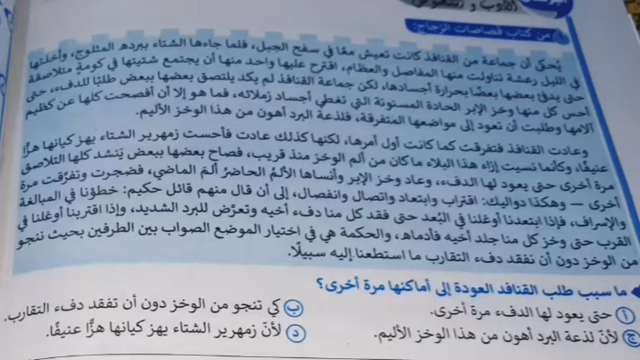 الأدب و النصوص
من كتاب قصاصات الزجاج:
يُحكى أن جماعة من القنافذ كانت تعيش معًا في سفح الجبل، فلما جاءها الشتاء ببرده المثلوج، وأخذتها
في الليل رعشة تناولت منها المفاصل والعظام، اقترح عليها واحد منها أن يجتمع شتيتها في كومةٍ متلاصقة
حتى يدفئ بعضها بعضًا بحرارة أجسادها، لكن جماعة القنافذ لم يكد يلتصق بعضها ببعض طلبًا للدفء، حتى
أحس كل منها وخز الإبر الحادة المسنونة التي تغطي أجساد زملائه، فما هو إلا أن أفصحت كلها عن كظيم
آلامها وطلبت أن تعود إلى مواضعها المتفرقة، فلذعة البرد أهون من هذا الوخز الأليم.
وعادت القنافذ فتفرقت كما كانت أول أمرها، لكنها كذلك عادت فأحست زمهرير الشتاء يهز كيانها هزًّا
عنيفًا، وكأنما نسيت إزاء هذا البلاء ما كان من ألم الوخز منذ قريب، فصاح بعضها ببعض يَنشد كلها التلاصق
مرة أخرى حتى يعود لها الدفء، وعاد وخز الإبر وأنساها الألمُ الحاضرُ ألمَ الماضي، فضجرت وتفرَّقت مرة
أخرى — وهكذا دواليك: اقتراب وابتعاد واتصال وانفصال، إلى أن قال منهم قائل حكيم: خطؤنا في المبالغة
والإسراف، فإذا ابتعدنا أوغلنا في البُعد حتى فقد كل منا دفء أخيه وتعرَّض للبرد الشديد، وإذا اقتربنا أوغلنا في
القرب حتى وخز كل منا جلد أخيه فأدماه، والحكمة هي في اختيار الموضع الصواب بين الطرفين بحيث ننجو
من الوخز دون أن نفقد دفء التقارب ما استطعنا إليه سبيلًا.
ما سبب طلب القنافد العودة إلى أماكنها مرة أخرى؟
أ حتى يعود لها الدفء مرة أخرى.
ب كي تنجو من الوخز دون أن تفقد دفء التقارب.
ج لأن لذعة البرد أهون من هذا الوخز الأليم.
د لأنّ زمهرير الشتاء يهز كيانها هزًّا عنيفًا.